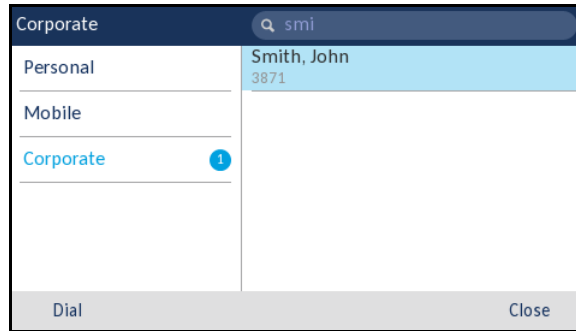 Corporate
smi
Personal
Mobile
Corporate 1
Smith, John
3871
Dial
Close